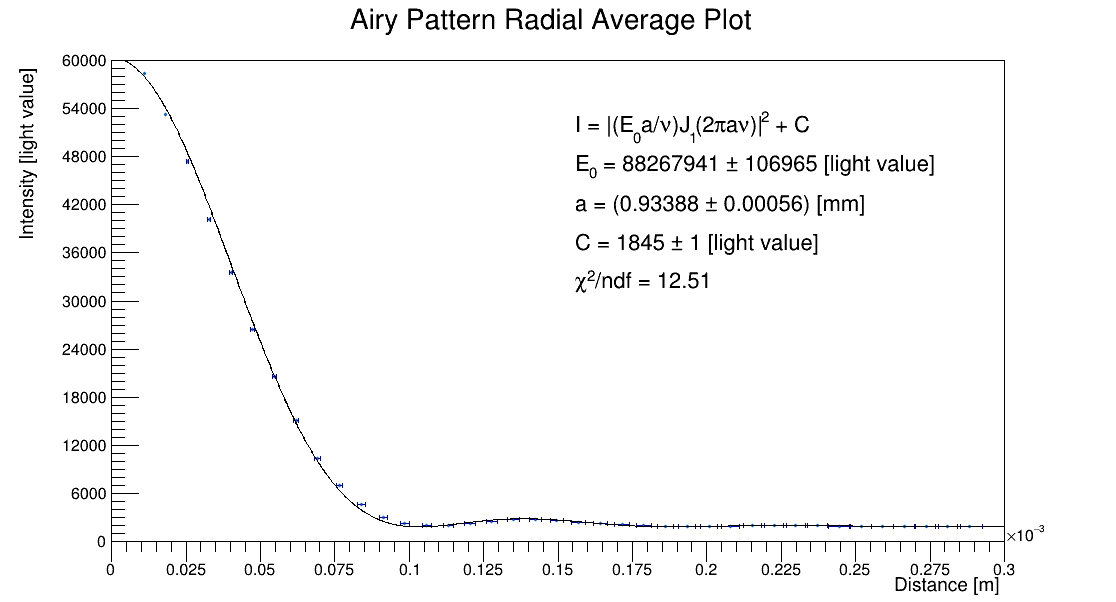 Airy Pattern Radial Average Plot
Intensity [light value]
60000
54000
48000
42000
36000
30000
24000
18000
12000
6000
0
I = |(E₀a/ν)J₁(2πaν)|² + C
E₀ = 88267941 ± 106965 [light value]
a = (0.93388 ± 0.00056) [mm]
C = 1845 ± 1 [light value]
χ²/ndf = 12.51
×10⁻³
0 0.025 0.05 0.075 0.1 0.125 0.15 0.175 0.2 0.225 0.25 0.275 0.3
Distance [m]